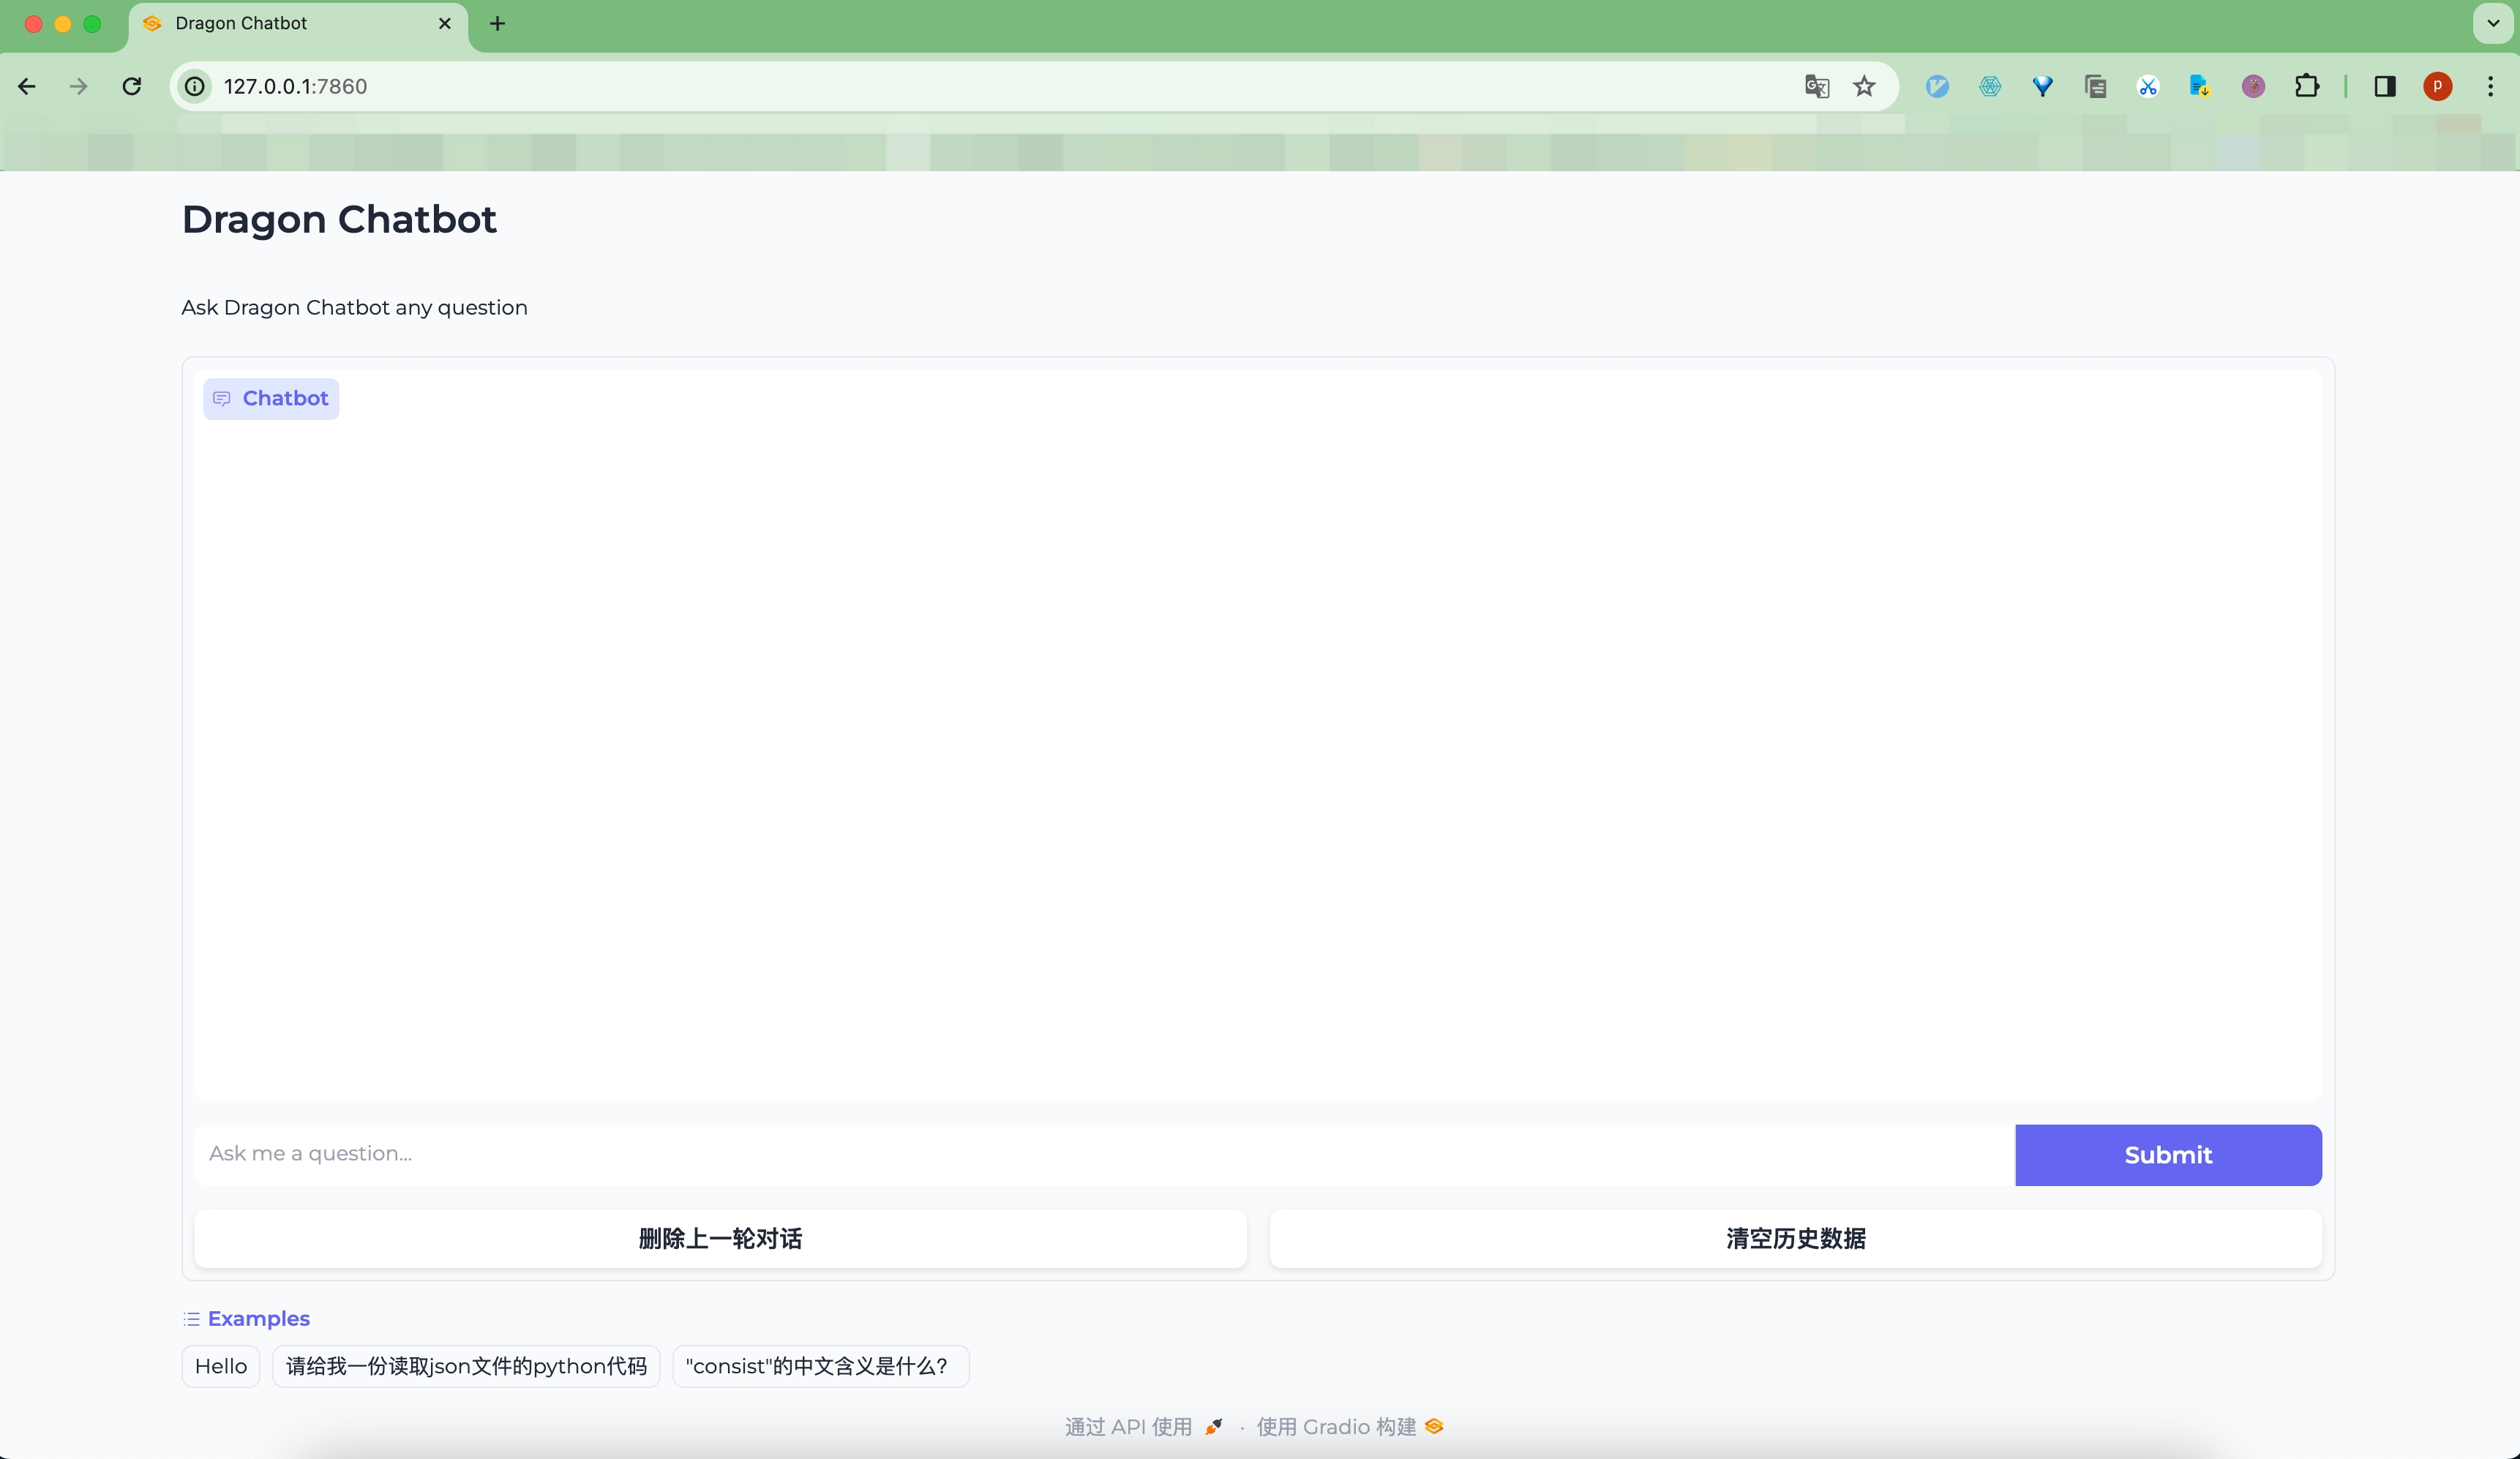 Dragon Chatbot
127.0.0.1:7860
P
Dragon Chatbot
Ask Dragon Chatbot any question
Chatbot
Ask me a question...
Submit
删除上一轮对话
清空历史数据
Examples
Hello
请给我一份读取json文件的python代码
"consist"的中文含义是什么？
通过 API 使用 · 使用 Gradio 构建